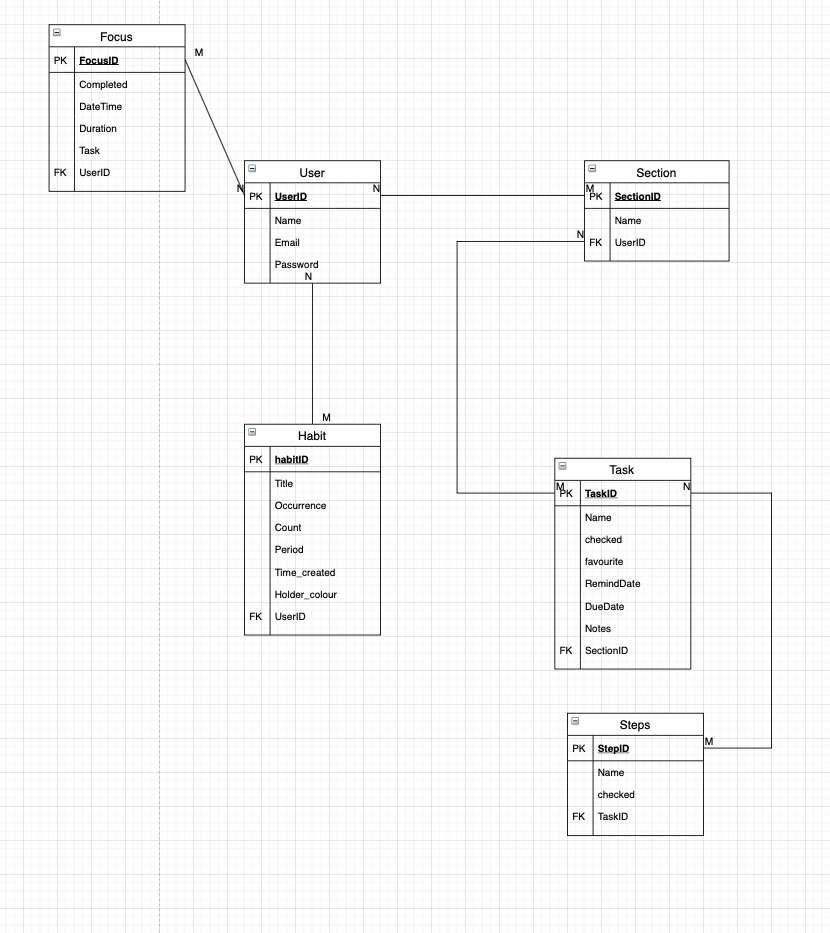 Focus
M
PK FocusID
Completed
DateTime
Duration
Task
FK UserID
User
N PK UserID N
Name
Email
Password
N
Section
M PK SectionID
Name
N FK UserID
M
Habit
PK habitID
Title
Occurrence
Count
Period
Time_created
Holder_colour
FK UserID
Task
M PK TaskID N
Name
checked
favourite
RemindDate
DueDate
Notes
FK SectionID
Steps
PK StepID M
Name
checked
FK TaskID